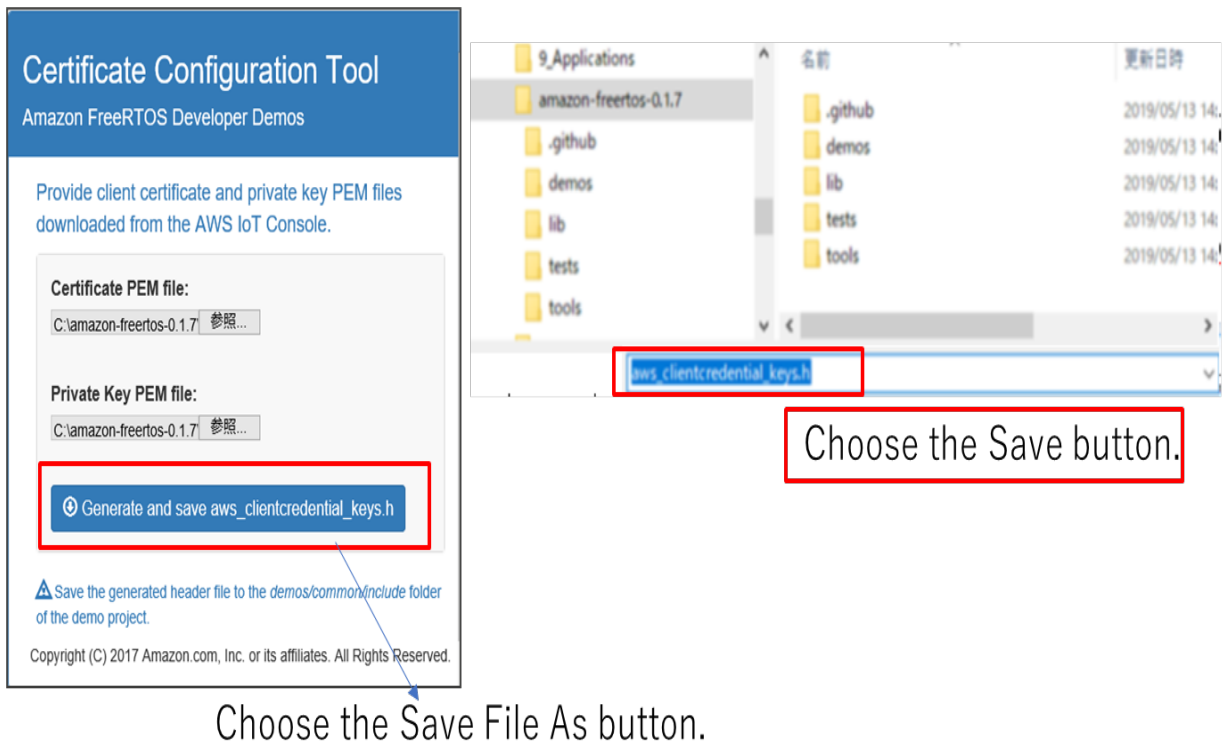 Certificate Configuration Tool
Amazon FreeRTOS Developer Demos
Provide client certificate and private key PEM files
downloaded from the AWS IoT Console.
Certificate PEM file:
C:\amazon-freertos-0.1.7' 参照...
Private Key PEM file:
C:\amazon-freertos-0.1.7' 参照...
Generate and save aws_clientcredential_keys.h
Save the generated header file to the demos/common/include folder
of the demo project.
Copyright (C) 2017 Amazon.com, Inc. or its affiliates. All Rights Reserved.
Choose the Save File As button.
9_Applications
amazon-freertos-0.1.7
.github
demos
lib
tests
tools
名前 更新日時
.github 2019/05/13 14:
demos 2019/05/13 14:
lib 2019/05/13 14:
tests 2019/05/13 14:
tools 2019/05/13 14:
aws_clientcredential_keys.h
Choose the Save button.